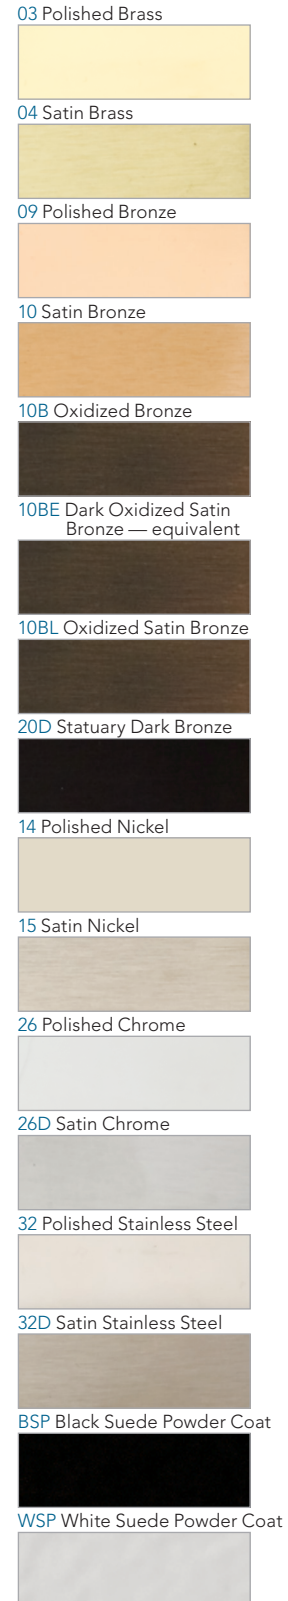 03 Polished Brass
04 Satin Brass
09 Polished Bronze
10 Satin Bronze
10B Oxidized Bronze
10BE Dark Oxidized Satin
Bronze — equivalent
10BL Oxidized Satin Bronze
20D Statuary Dark Bronze
14 Polished Nickel
15 Satin Nickel
26 Polished Chrome
26D Satin Chrome
32 Polished Stainless Steel
32D Satin Stainless Steel
BSP Black Suede Powder Coat
WSP White Suede Powder Coat